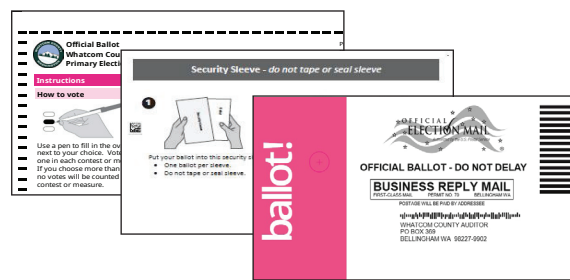 Official Ballot
Whatcom Cou
Primary Electi
P
Instructions
How to vote
Use a pen to fill in the ov
next to your choice. Vote
one in each contest or m
If you choose more than
no votes will be counted
contest or measure.
Security Sleeve - do not tape or seal sleeve
1
Put your ballot into this security sl
• One ballot per sleeve.
• Do not tape or seal sleeve.
ballot!
OFFICIAL
ELECTION MAIL
OFFICIAL BALLOT - DO NOT DELAY
BUSINESS REPLY MAIL
FIRST-CLASS MAIL PERMIT NO. 70 BELLINGHAM WA
POSTAGE WILL BE PAID BY ADDRESSEE
WHATCOM COUNTY AUDITOR
PO BOX 369
BELLINGHAM WA 98227-9902